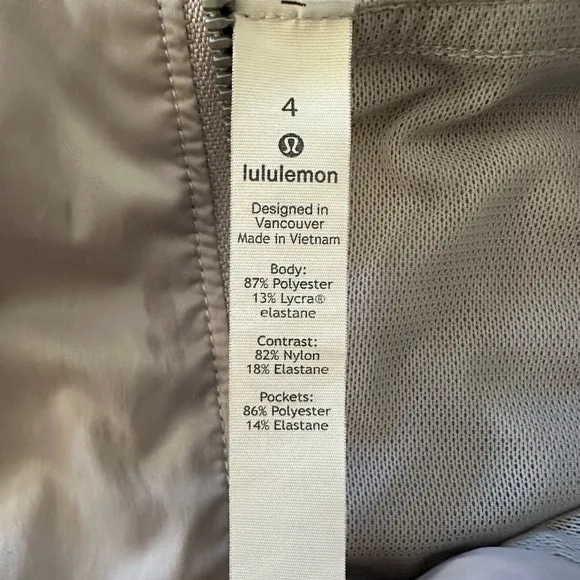 4
lululemon
Designed in
Vancouver
Made in Vietnam
Body:
87% Polyester
13% Lycra®
elastane
Contrast:
82% Nylon
18% Elastane
Pockets:
86% Polyester
14% Elastane